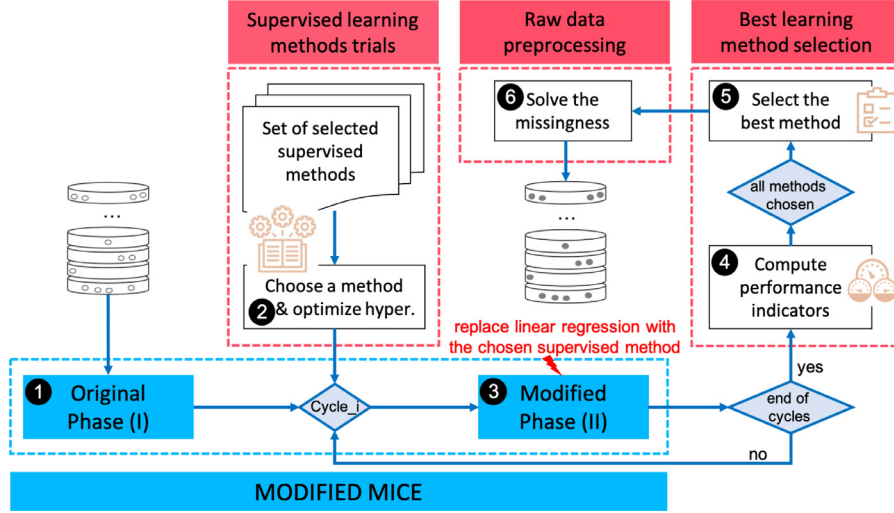 Supervised learning
methods trials
Raw data
preprocessing
Best learning
method selection
Set of selected
supervised
methods
6
Solve the
missingness
5
Select the
best method
all methods
chosen
...
...
Choose a method
2 & optimize hyper.
4
Compute
performance
indicators
replace linear regression with
the chosen supervised method
yes
1
Original
Phase (I)
Cycle_i
3
Modified
Phase (II)
end of
cycles
no
MODIFIED MICE